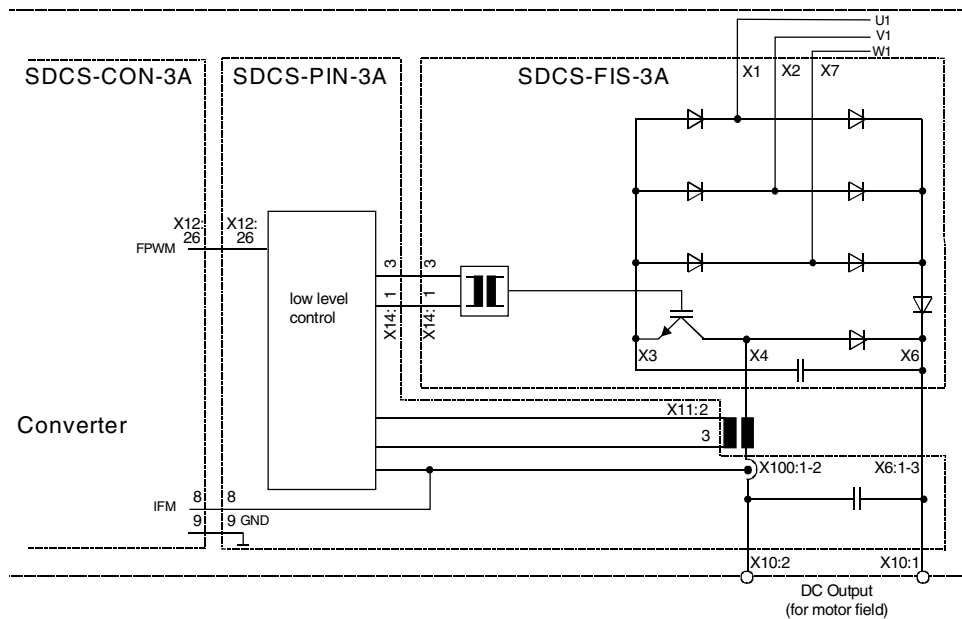 U1
V1
W1
SDCS-CON-3A
SDCS-PIN-3A
SDCS-FIS-3A
X1
X2
X7
X12:
26
X12:
26
FPWM
3
3
low level
control
X14: 1
X14: 1
X3
X4
X6
X11:2
Converter
3
X100:1-2
X6:1-3
8
8
IFM
9
9
GND
X10:2
X10:1
DC Output
(for motor field)